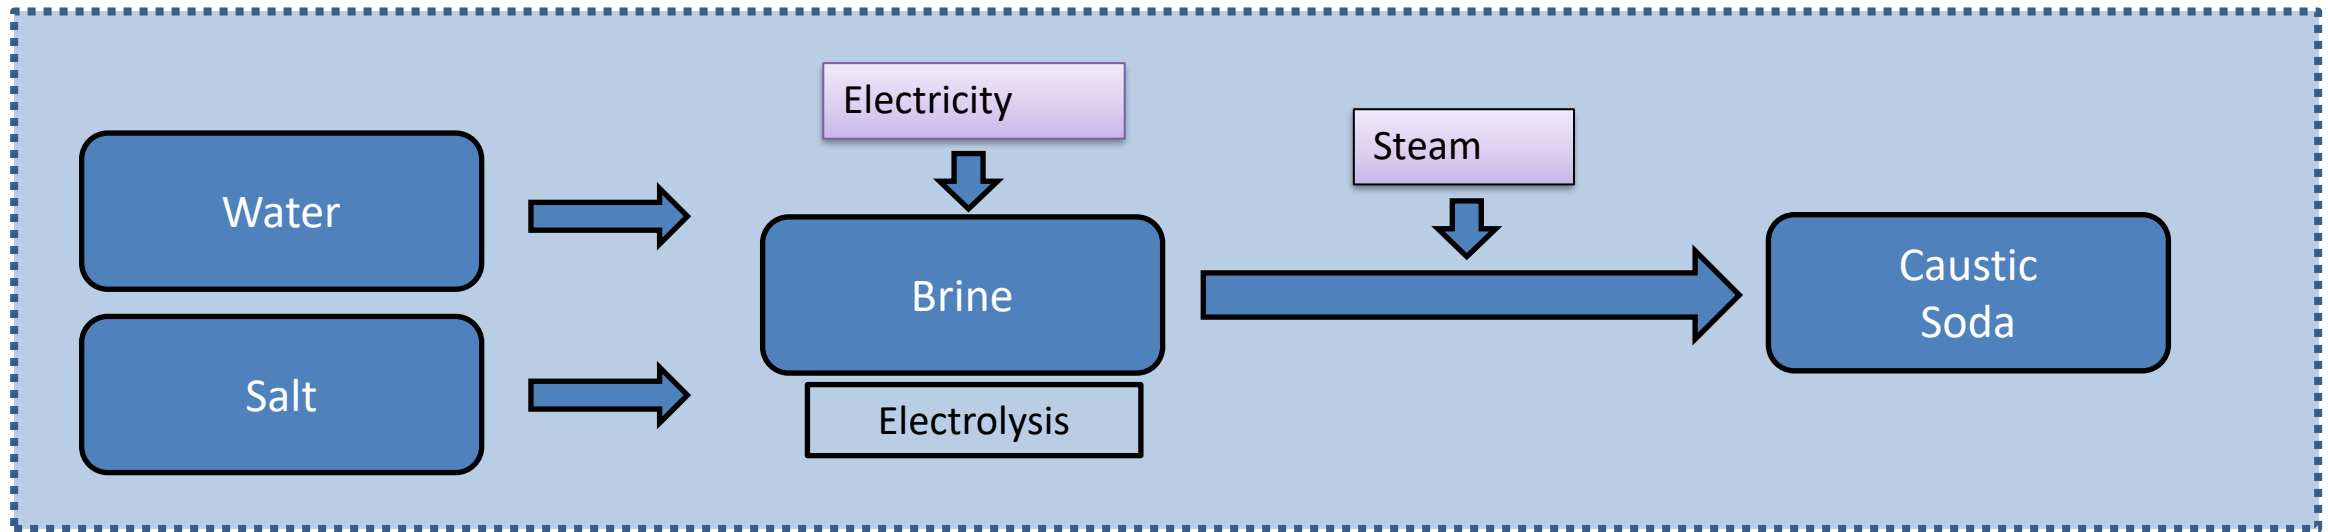 Electricity
Steam
Water
Brine
Caustic
Soda
Salt
Electrolysis